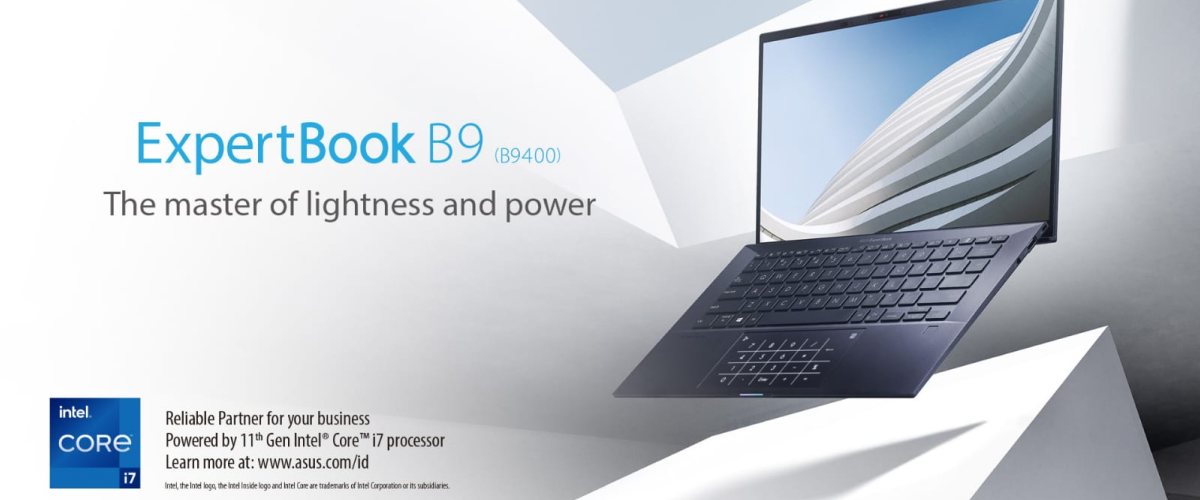 ExpertBook B9 (B9400)
The master of lightness and power
intel.
CORE
i7
Reliable Partner for your business
Powered by 11th Gen Intel® Core™ i7 processor
Learn more at: www.asus.com/id
Intel, the Intel logo, the Intel Inside logo and Intel Core are trademarks of Intel Corporation or its subsidiaries.